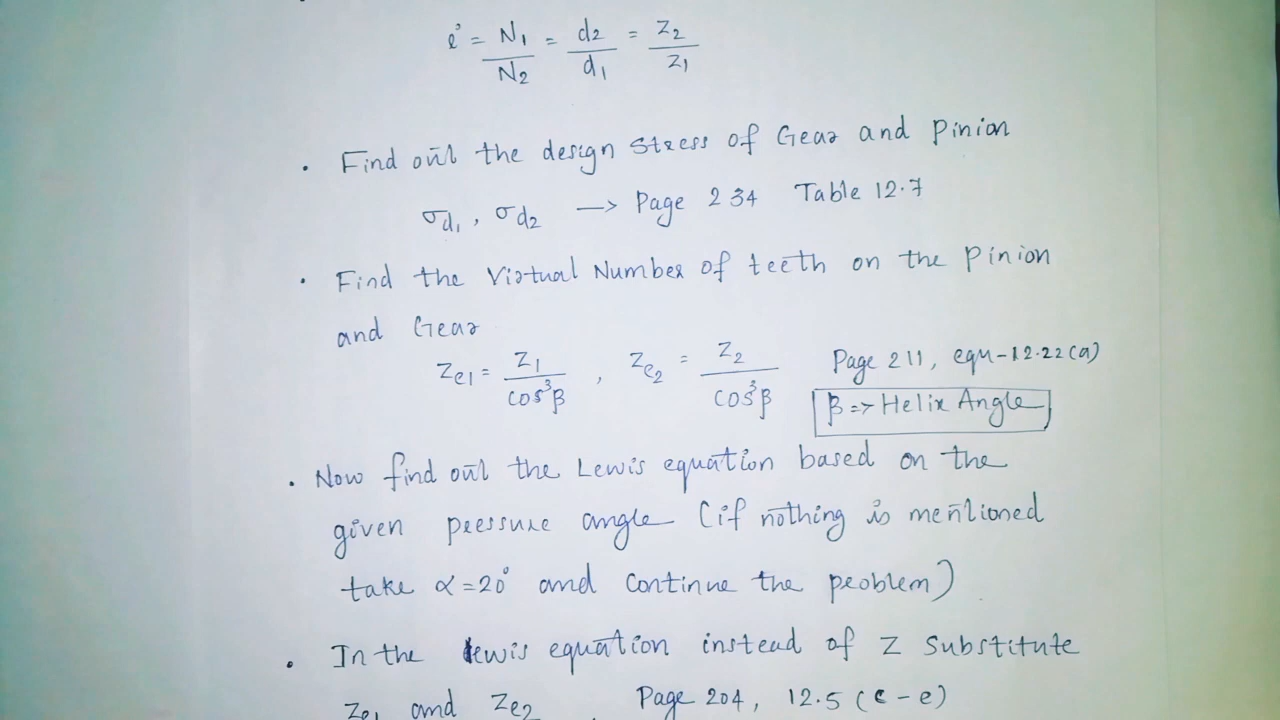 i = N1/N2 = d2/d1 = Z2/Z1
• Find out the design stress of Gear and pinion
σd1, σd2 → Page 234 Table 12.7
• Find the Virtual Number of teeth on the pinion
and Gear
Ze1 = Z1/cos³β , Ze2 = Z2/cos³β Page 211, equ-12.22(a)
β => Helix Angle
• Now find out the Lewis equation based on the
given pressure angle (if nothing is mentioned
take α=20° and continue the problem)
• In the lewis equation instead of Z Substitute
Ze1 and Ze2 Page 204, 12.5 (c-e)